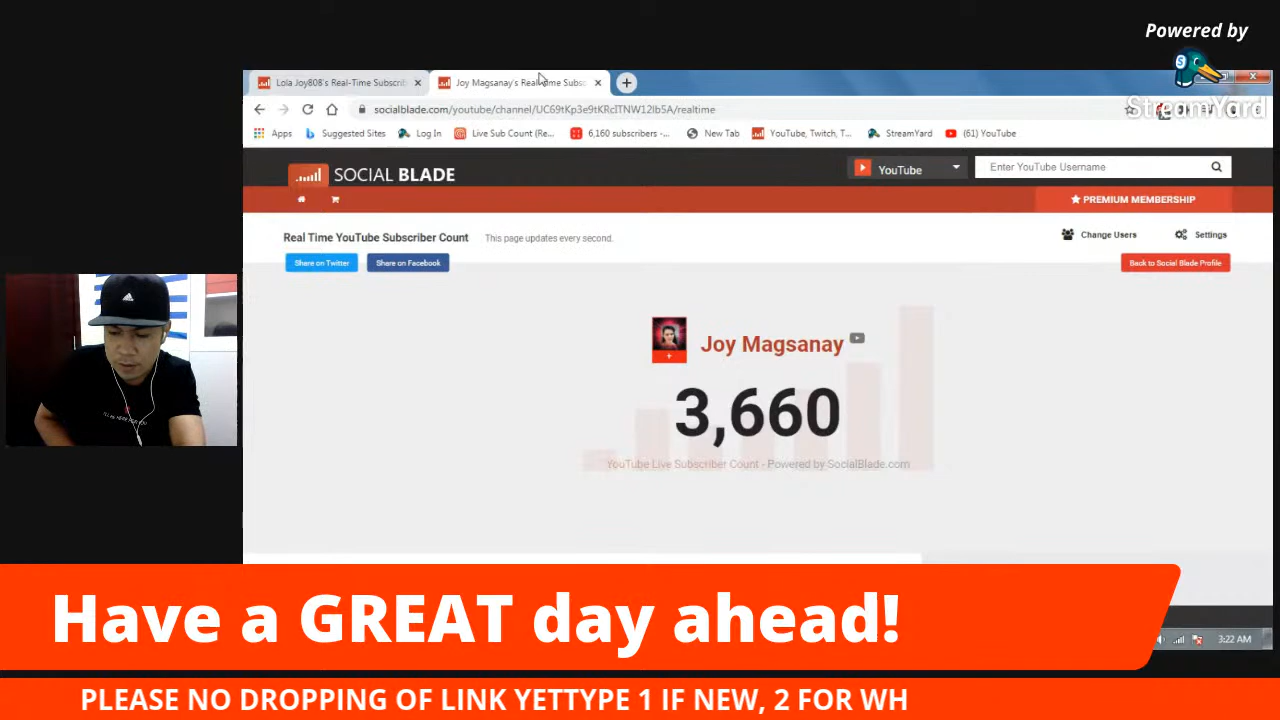 Powered by
StreamYard
Lola Joy808's Real-Time Subscrib
Joy Magsanay's Real-Time Subsc
socialblade.com/youtube/channel/UC69tKp3e9tKRclTNW12lb5A/realtime
Apps Suggested Sites Log In Live Sub Count (Re... 6,160 subscribers -... New Tab YouTube, Twitch, T... StreamYard (61) YouTube
SOCIAL BLADE
YouTube
Enter YouTube Username
PREMIUM MEMBERSHIP
Real Time YouTube Subscriber Count This page updates every second.
Change Users Settings
Share on Twitter Share on Facebook
Back to Social Blade Profile
Joy Magsanay
3,660
YouTube Live Subscriber Count - Powered by SocialBlade.com
Have a GREAT day ahead!
3:22 AM
PLEASE NO DROPPING OF LINK YETTYPE 1 IF NEW, 2 FOR WH